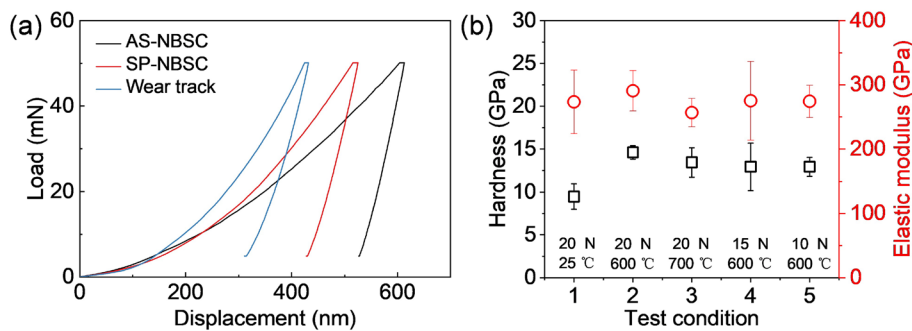 (a)
AS-NBSC
SP-NBSC
Wear track
Load (mN)
60
40
20
0
0 200 400 600
Displacement (nm)
(b)
Hardness (GPa)
30
25
20
15
10
5
0
20 N 20 N 20 N 15 N 10 N
25℃ 600℃ 700℃ 600℃ 600℃
1 2 3 4 5
Test condition
400
300
200
100
0
Elastic modulus (GPa)